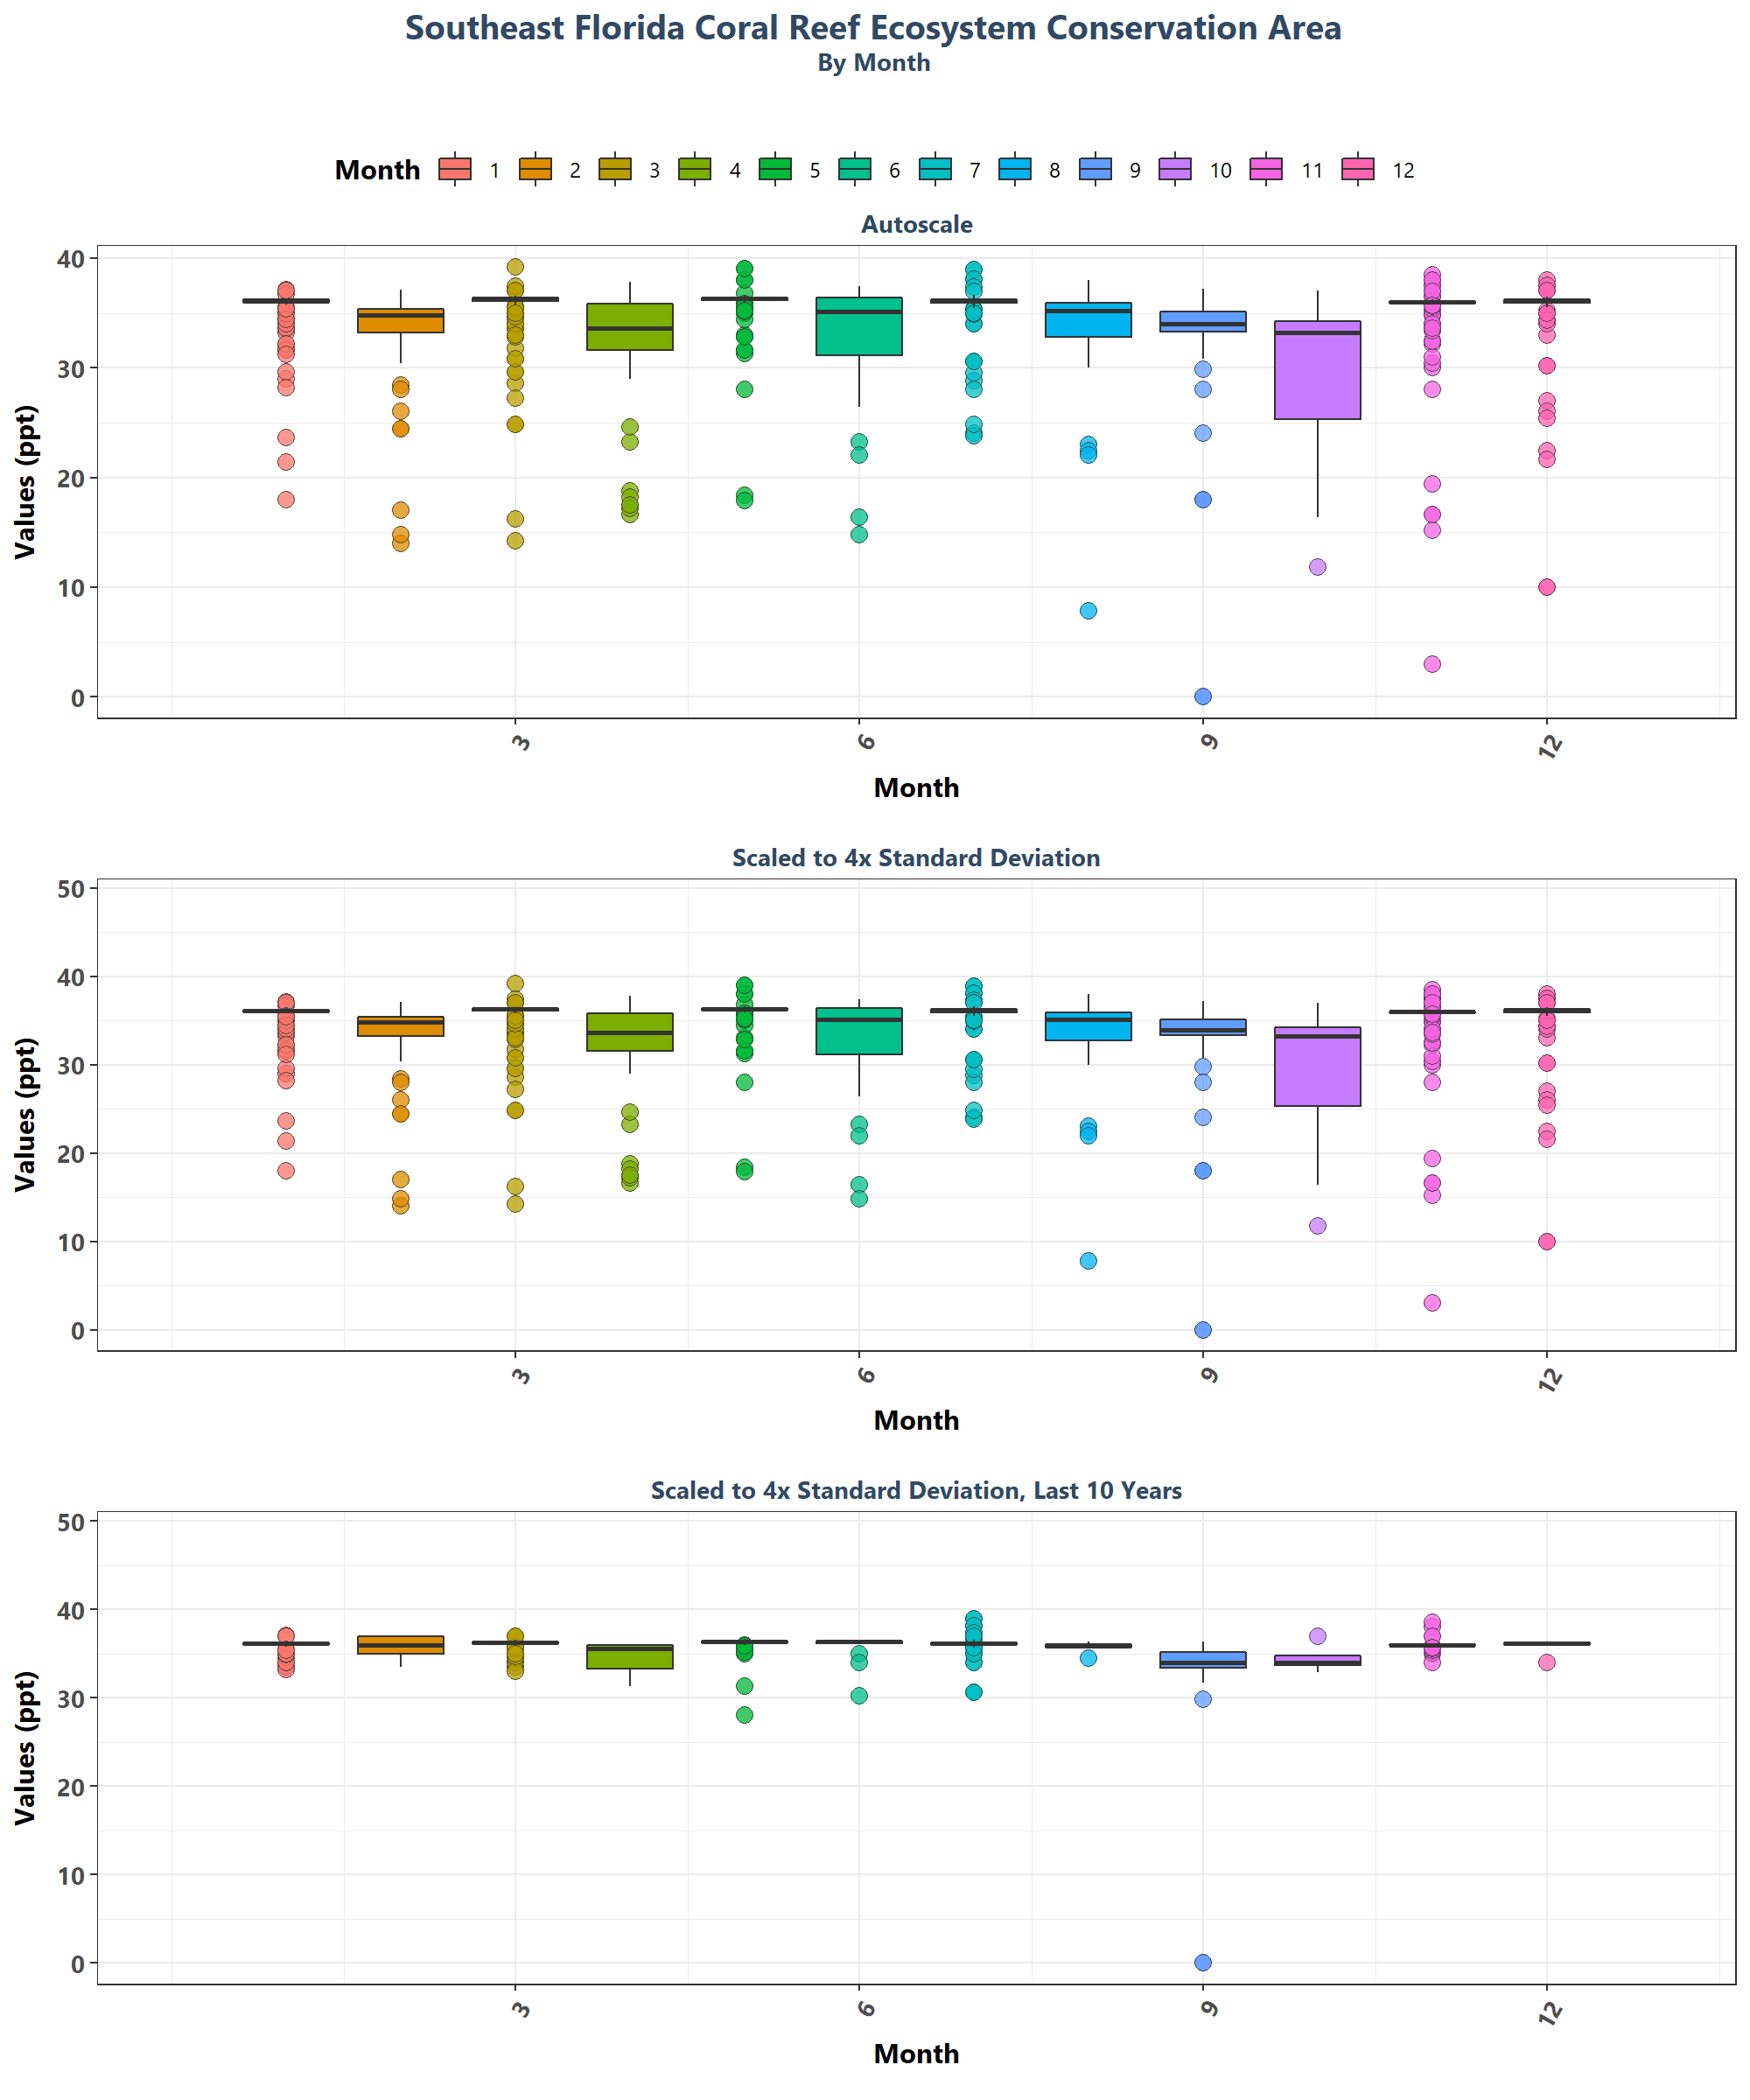 Southeast Florida Coral Reef Ecosystem Conservation Area
By Month
Month 1 2 3 4 5 6 7 8 9 10 11 12
Autoscale
40
30
20
10
0
Values (ppt)
3 6 9 12
Month
Scaled to 4x Standard Deviation
50
40
30
20
10
0
Values (ppt)
3 6 9 12
Month
Scaled to 4x Standard Deviation, Last 10 Years
50
40
30
20
10
0
Values (ppt)
3 6 9 12
Month